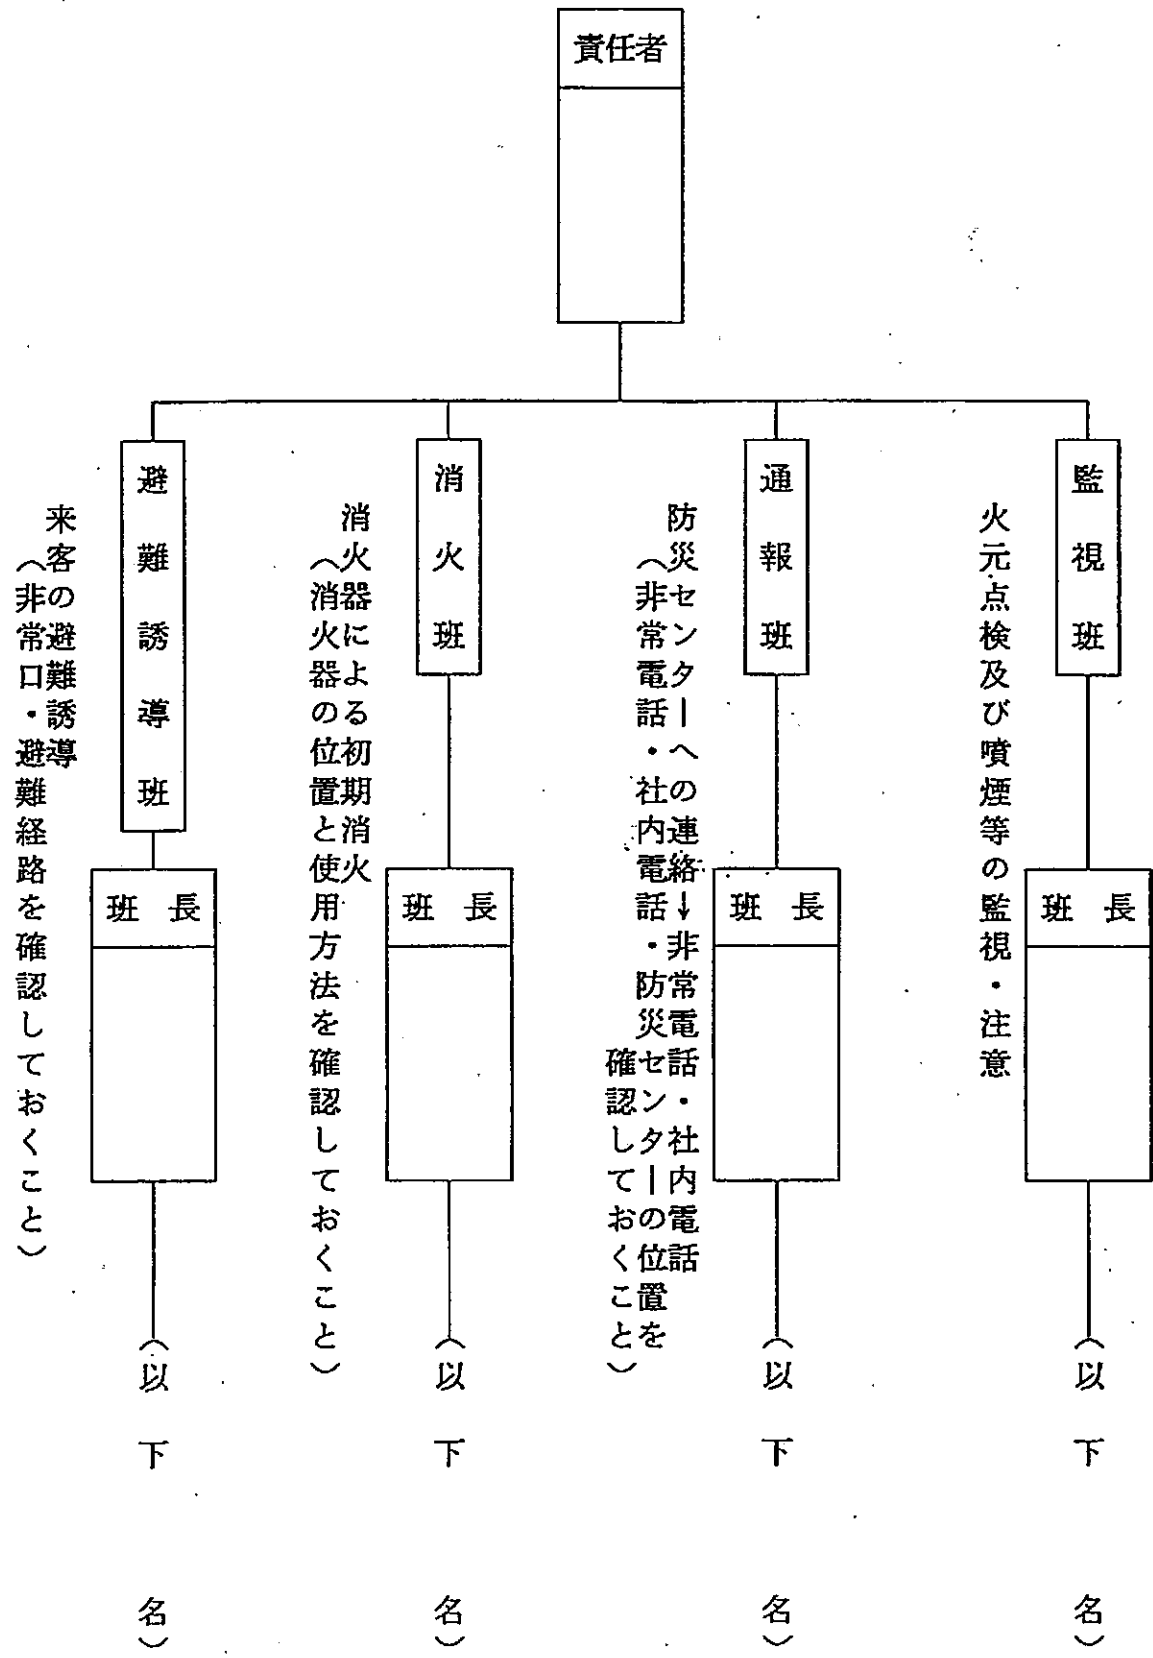 責任者
監視班
火元点検及び噴煙等の監視・注意
班長
（以下　名）
通報班
防災センターへの連絡→非常電話・社内電話
（非常電話・社内電話・防災センターの位置を
確認しておくこと）
班長
（以下　名）
消火班
消火器による初期消火
（消火器の位置と使用方法を確認しておくこと）
班長
（以下　名）
避難誘導班
来客の避難誘導
（非常口・避難経路を確認しておくこと）
班長
（以下　名）